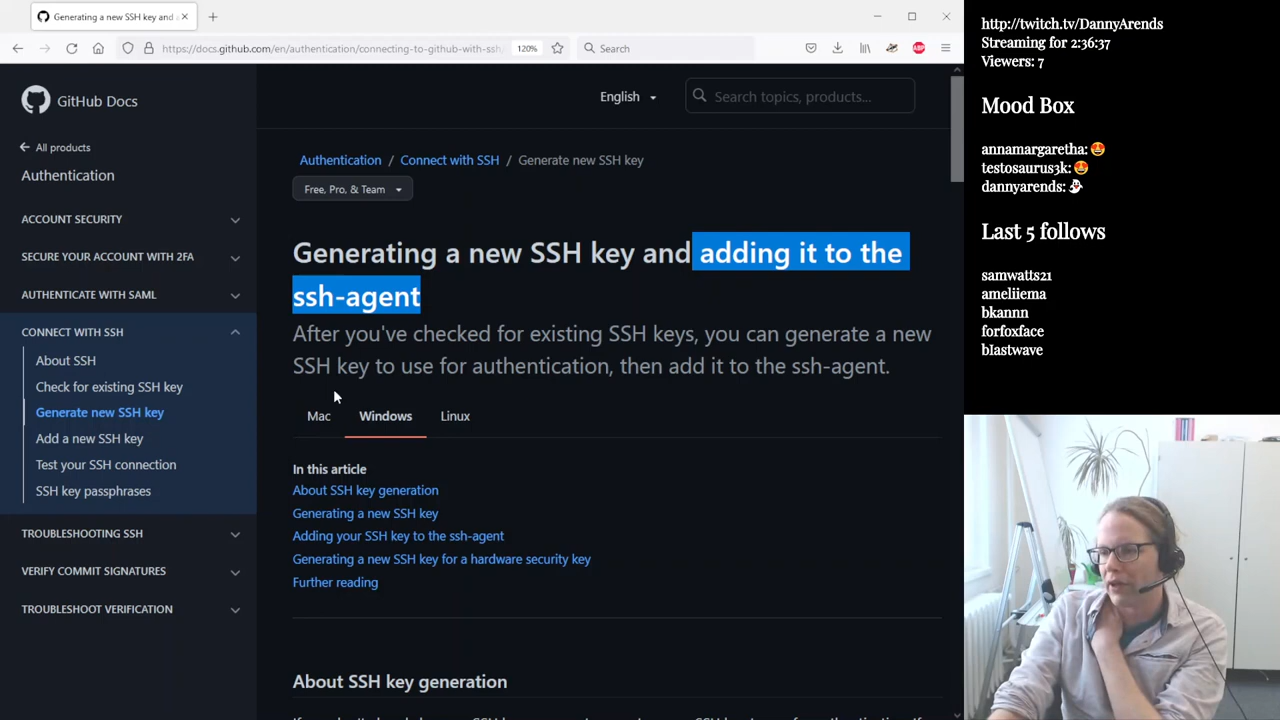 Generating a new SSH key and a
https://docs.github.com/en/authentication/connecting-to-github-with-ssh
120%
Search
ABP
GitHub Docs
English
Search topics, products...
All products
Authentication
ACCOUNT SECURITY
SECURE YOUR ACCOUNT WITH 2FA
AUTHENTICATE WITH SAML
CONNECT WITH SSH
About SSH
Check for existing SSH key
Generate new SSH key
Add a new SSH key
Test your SSH connection
SSH key passphrases
TROUBLESHOOTING SSH
VERIFY COMMIT SIGNATURES
TROUBLESHOOT VERIFICATION
Authentication / Connect with SSH / Generate new SSH key
Free, Pro, & Team
Generating a new SSH key and adding it to the
ssh-agent
After you've checked for existing SSH keys, you can generate a new
SSH key to use for authentication, then add it to the ssh-agent.
Mac Windows Linux
In this article
About SSH key generation
Generating a new SSH key
Adding your SSH key to the ssh-agent
Generating a new SSH key for a hardware security key
Further reading
About SSH key generation
http://twitch.tv/DannyArends
Streaming for 2:36:37
Viewers: 7
Mood Box
annamargaretha: 😍
testosaurus3k: 😍
dannyarends: 👻
Last 5 follows
samwatts21
ameliiema
bkannn
forfoxface
blastwave